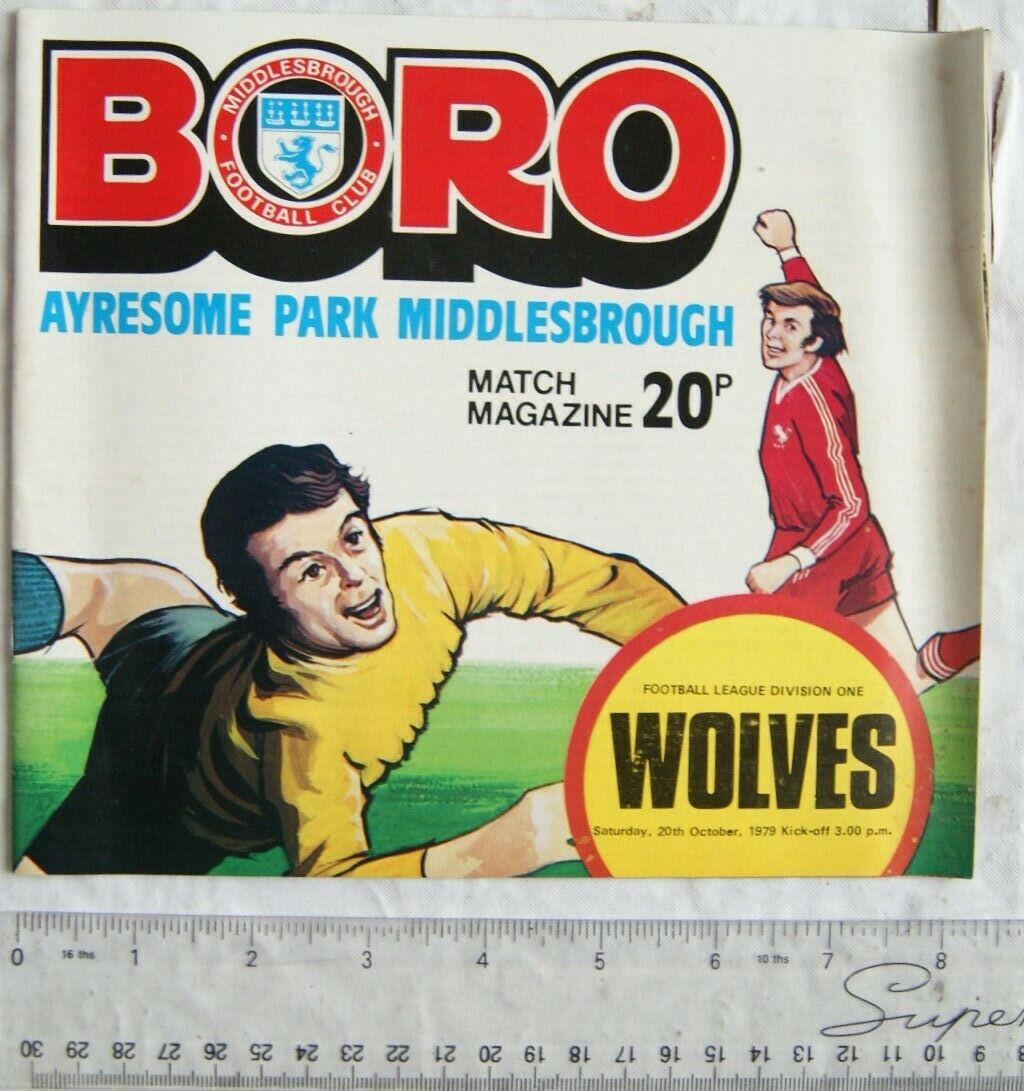 BORO
MIDDLESBROUGH
FOOTBALL CLUB
AYRESOME PARK MIDDLESBROUGH
MATCH
MAGAZINE 20P
FOOTBALL LEAGUE DIVISION ONE
WOLVES
Saturday, 20th October, 1979 Kick-off 3.00 p.m.
0 16 ths 1 2 3 4 5 6 10 ths 7 8
Super
30 29 28 27 26 25 24 23 22 21 20 19 18 17 16 15 14 13 12 11 10 9 8